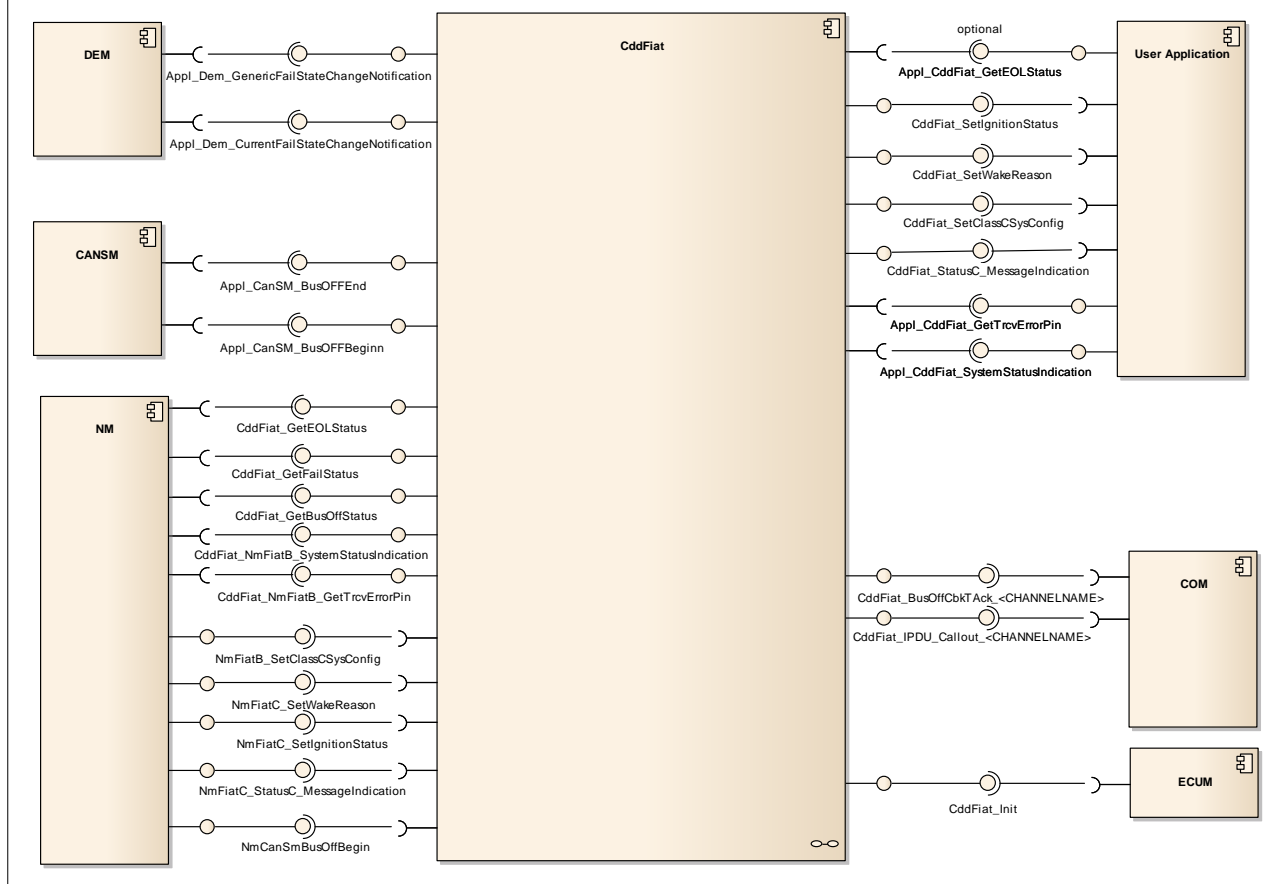 DEM
Appl_Dem_GenericFailStateChangeNotification
Appl_Dem_CurrentFailStateChangeNotification
CANSM
Appl_CanSM_BusOFFEnd
Appl_CanSM_BusOFFBeginn
NM
CddFiat_GetEOLStatus
CddFiat_GetFailStatus
CddFiat_GetBusOffStatus
CddFiat_NmFiatB_SystemStatusIndication
CddFiat_NmFiatB_GetTrcvErrorPin
NmFiatB_SetClassCSysConfig
NmFiatC_SetWakeReason
NmFiatC_SetIgnitionStatus
NmFiatC_StatusC_MessageIndication
NmCanSmBusOffBegin
CddFiat
optional
Appl_CddFiat_GetEOLStatus
CddFiat_SetIgnitionStatus
CddFiat_SetWakeReason
CddFiat_SetClassCSysConfig
CddFiat_StatusC_MessageIndication
Appl_CddFiat_GetTrcvErrorPin
Appl_CddFiat_SystemStatusIndication
User Application
CddFiat_BusOffCbkTAck_<CHANNELNAME>
CddFiat_IPDU_Callout_<CHANNELNAME>
COM
CddFiat_Init
ECUM